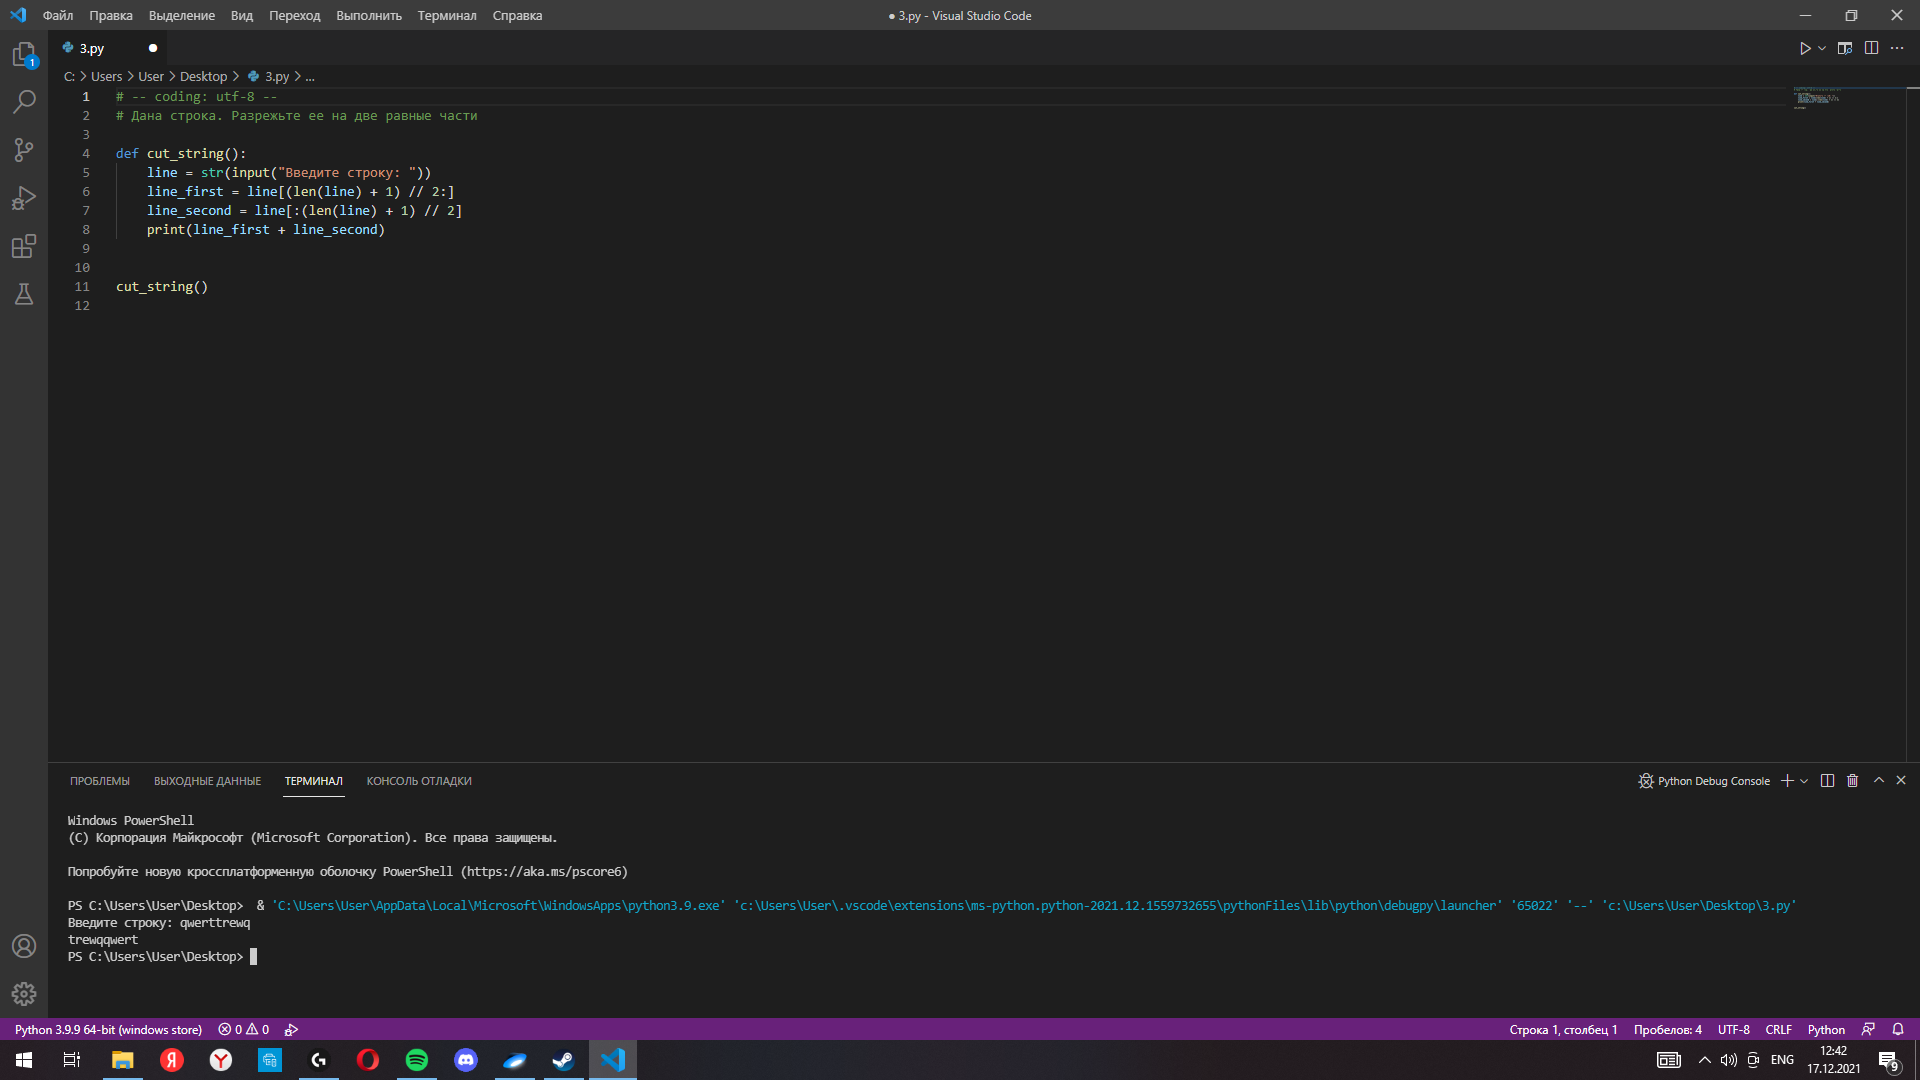 Файл Правка Выделение Вид Переход Выполнить Терминал Справка
● 3.py - Visual Studio Code
1
3.py
C: > Users > User > Desktop > 3.py > ...
1 # -- coding: utf-8 --
2 # Дана строка. Разрежьте ее на две равные части
3
4 def cut_string():
5 line = str(input("Введите строку: "))
6 line_first = line[(len(line) + 1) // 2:]
7 line_second = line[:(len(line) + 1) // 2]
8 print(line_first + line_second)
9
10
11 cut_string()
12
ПРОБЛЕМЫ ВЫХОДНЫЕ ДАННЫЕ ТЕРМИНАЛ КОНСОЛЬ ОТЛАДКИ
Python Debug Console
Windows PowerShell
(C) Корпорация Майкрософт (Microsoft Corporation). Все права защищены.
Попробуйте новую кроссплатформенную оболочку PowerShell (https://aka.ms/pscore6)
PS C:\Users\User\Desktop> & 'C:\Users\User\AppData\Local\Microsoft\WindowsApps\python3.9.exe' 'c:\Users\User\.vscode\extensions\ms-python.python-2021.12.1559732655\pythonFiles\lib\python\debugpy\launcher' '65022' '--' 'c:\Users\User\Desktop\3.py'
Введите строку: qwerttrewq
trewqqwert
PS C:\Users\User\Desktop>
Python 3.9.9 64-bit (windows store) 0 0
Строка 1, столбец 1 Пробелов: 4 UTF-8 CRLF Python
ENG
12:42
17.12.2021
9